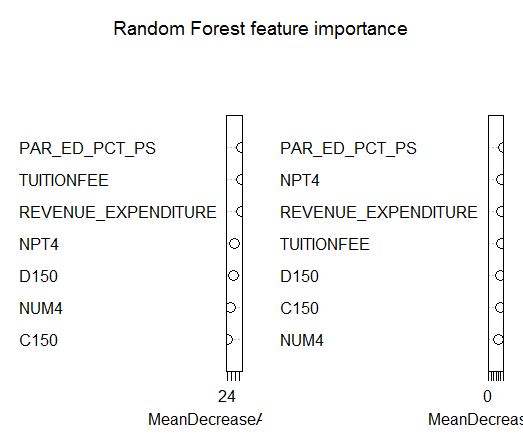 Random Forest feature importance
PAR_ED_PCT_PS
TUITIONFEE
REVENUE_EXPENDITURE
NPT4
D150
NUM4
C150
24
MeanDecreaseA
PAR_ED_PCT_PS
NPT4
REVENUE_EXPENDITURE
TUITIONFEE
D150
C150
NUM4
0
MeanDecreas